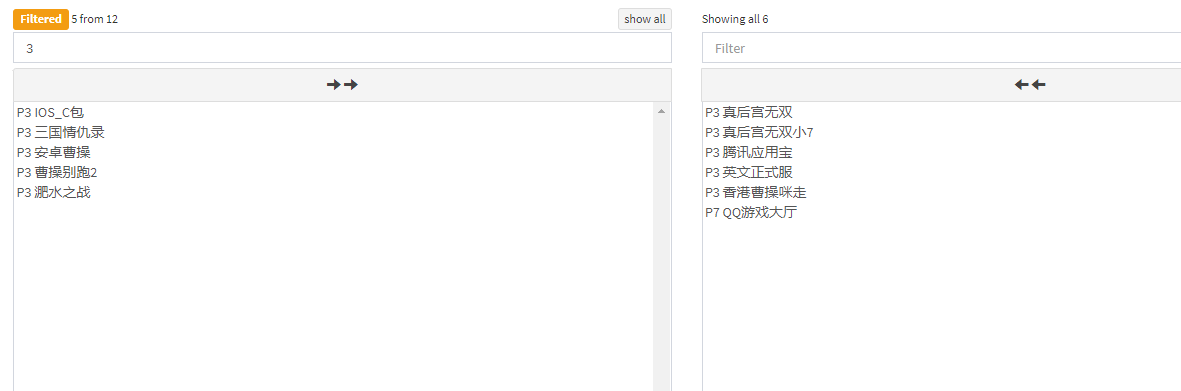 Filtered 5 from 12 show all
3
P3 IOS_C包
P3 三国情仇录
P3 安卓曹操
P3 曹操别跑2
P3 淝水之战
Showing all 6
Filter
P3 真后宫无双
P3 真后宫无双小7
P3 腾讯应用宝
P3 英文正式服
P3 香港曹操咪走
P7 QQ游戏大厅